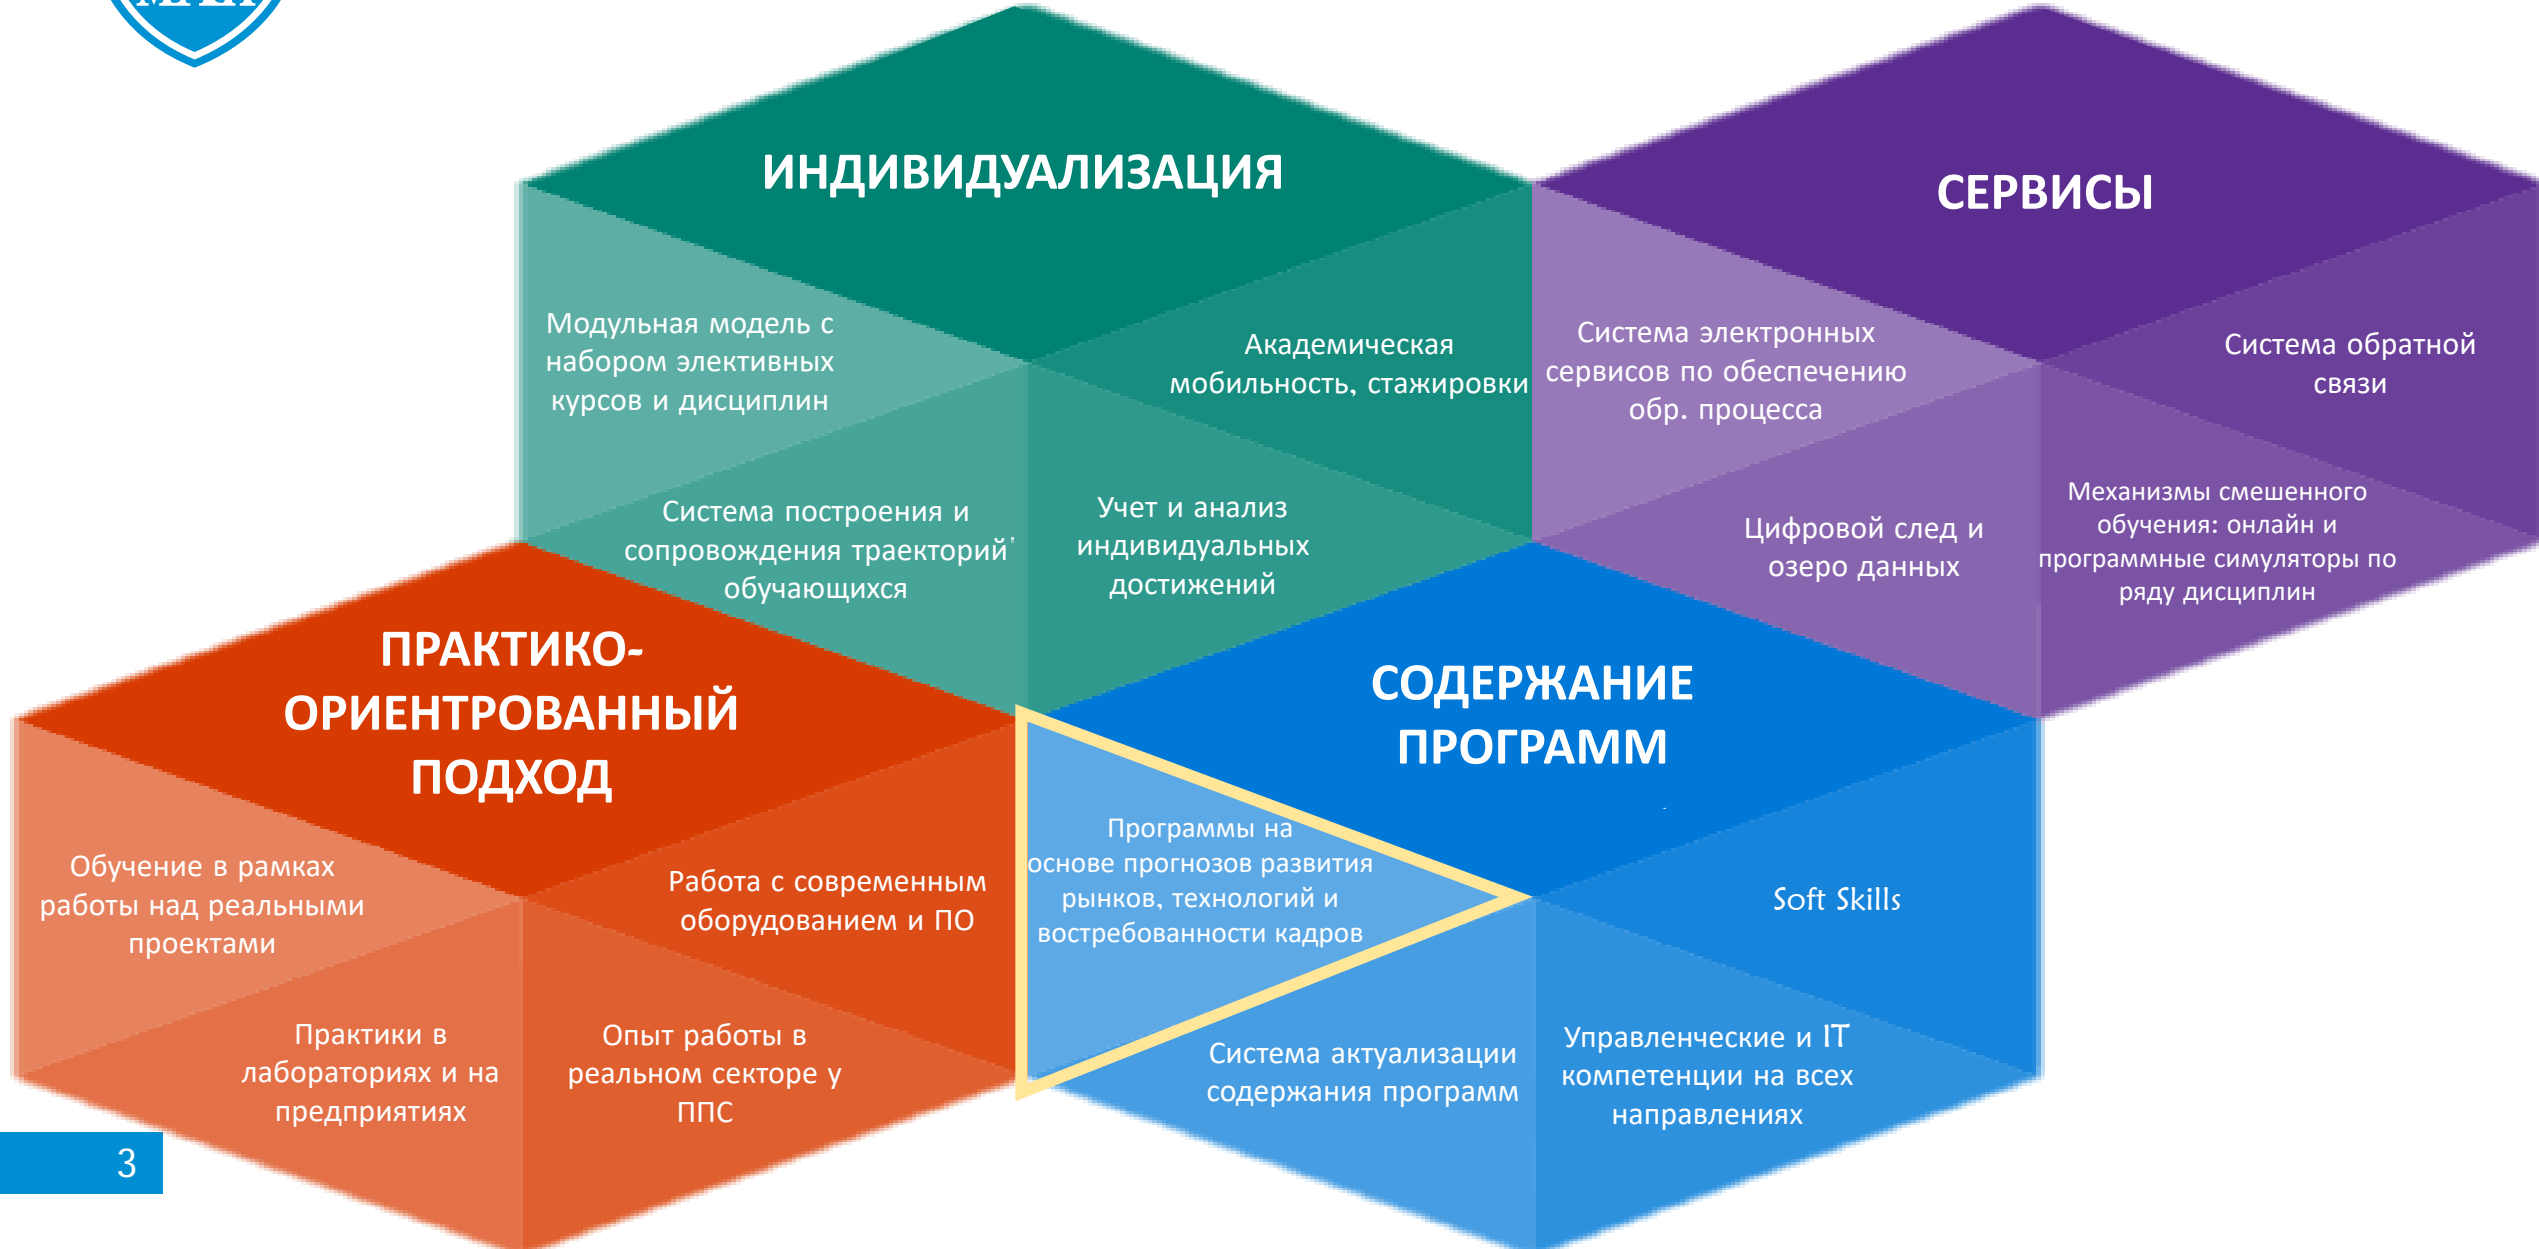 ИНДИВИДУАЛИЗАЦИЯ
Модульная модель с
набором элективных
курсов и дисциплин
Академическая
мобильность, стажировки
Система построения и
сопровождения траекторий
обучающихся
Учет и анализ
индивидуальных
достижений
СЕРВИСЫ
Система электронных
сервисов по обеспечению
обр. процесса
Система обратной
связи
Цифровой след и
озеро данных
Механизмы смешенного
обучения: онлайн и
программные симуляторы по
ряду дисциплин
ПРАКТИКО-
ОРИЕНТРОВАННЫЙ
ПОДХОД
Обучение в рамках
работы над реальными
проектами
Работа с современным
оборудованием и ПО
Практики в
лабораториях и на
предприятиях
Опыт работы в
реальном секторе у
ППС
СОДЕРЖАНИЕ
ПРОГРАММ
Программы на
основе прогнозов развития
рынков, технологий и
востребованности кадров
Soft Skills
Система актуализации
содержания программ
Управленческие и IT
компетенции на всех
направлениях
3